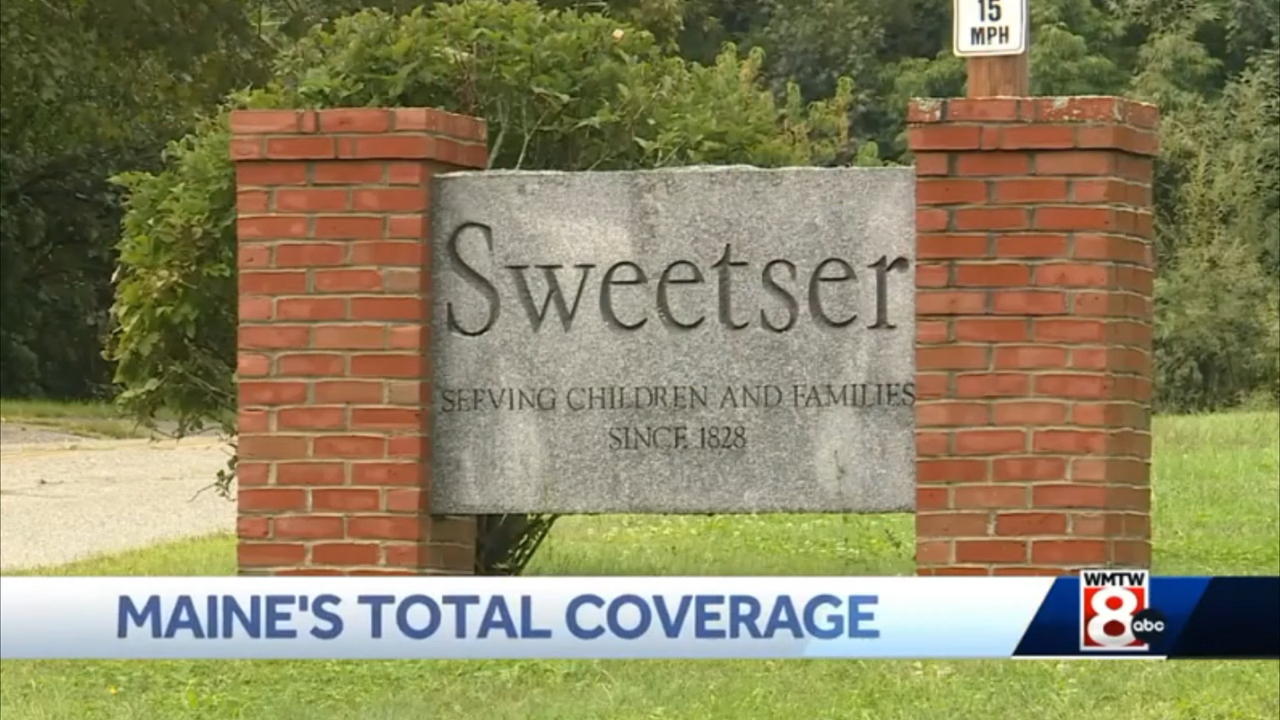 15
MPH
Sweetser
SERVING CHILDREN AND FAMILIES
SINCE 1828
MAINE'S TOTAL COVERAGE
WMTW
8
abc